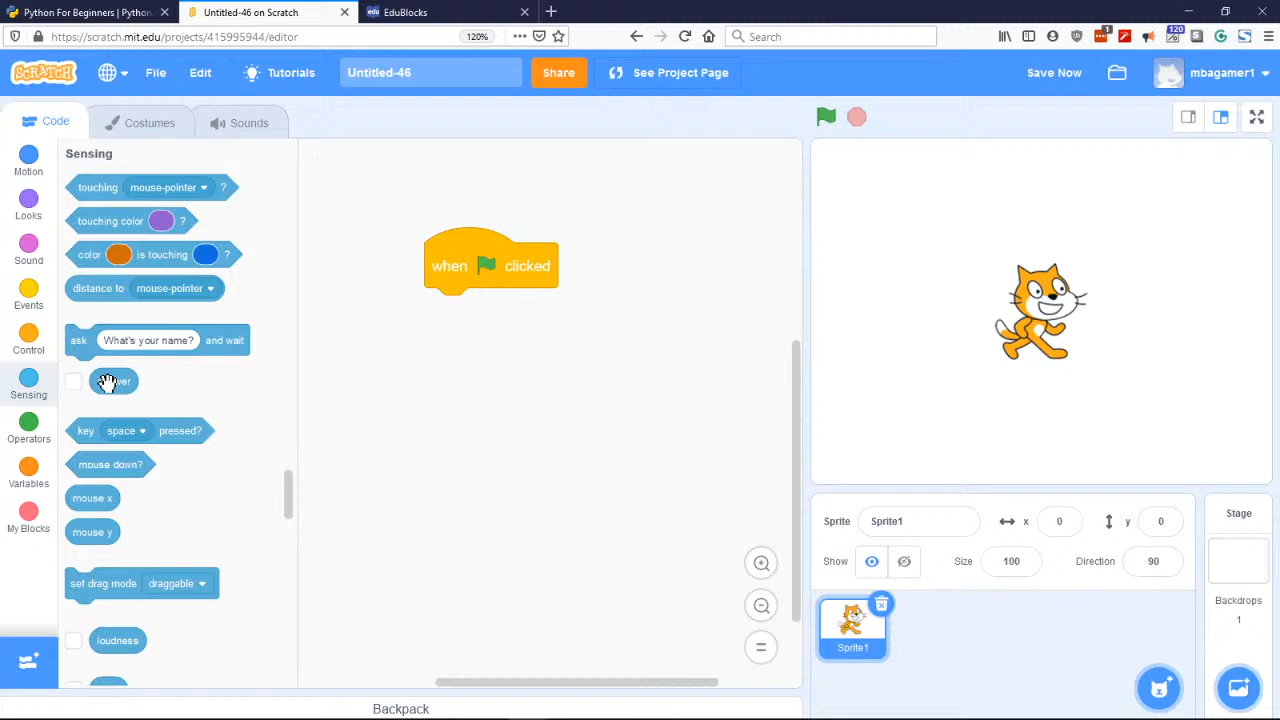 Python For Beginners | Python.
Untitled-46 on Scratch
edu
EduBlocks
https://scratch.mit.edu/projects/415995944/editor
120%
Search
1
120
SCRATCH
File
Edit
Tutorials
Untitled-46
Share
See Project Page
Save Now
mbagamer1
Code
Costumes
Sounds
Motion
Looks
Sound
Events
Control
Sensing
Operators
Variables
My Blocks
Sensing
touching mouse-pointer ?
touching color ?
color is touching ?
distance to mouse-pointer
ask What's your name? and wait
key space pressed?
mouse down?
mouse x
mouse y
set drag mode draggable
loudness
when clicked
Sprite Sprite1 x 0 y 0
Show Size 100 Direction 90
Sprite1
Stage
Backdrops
1
Backpack